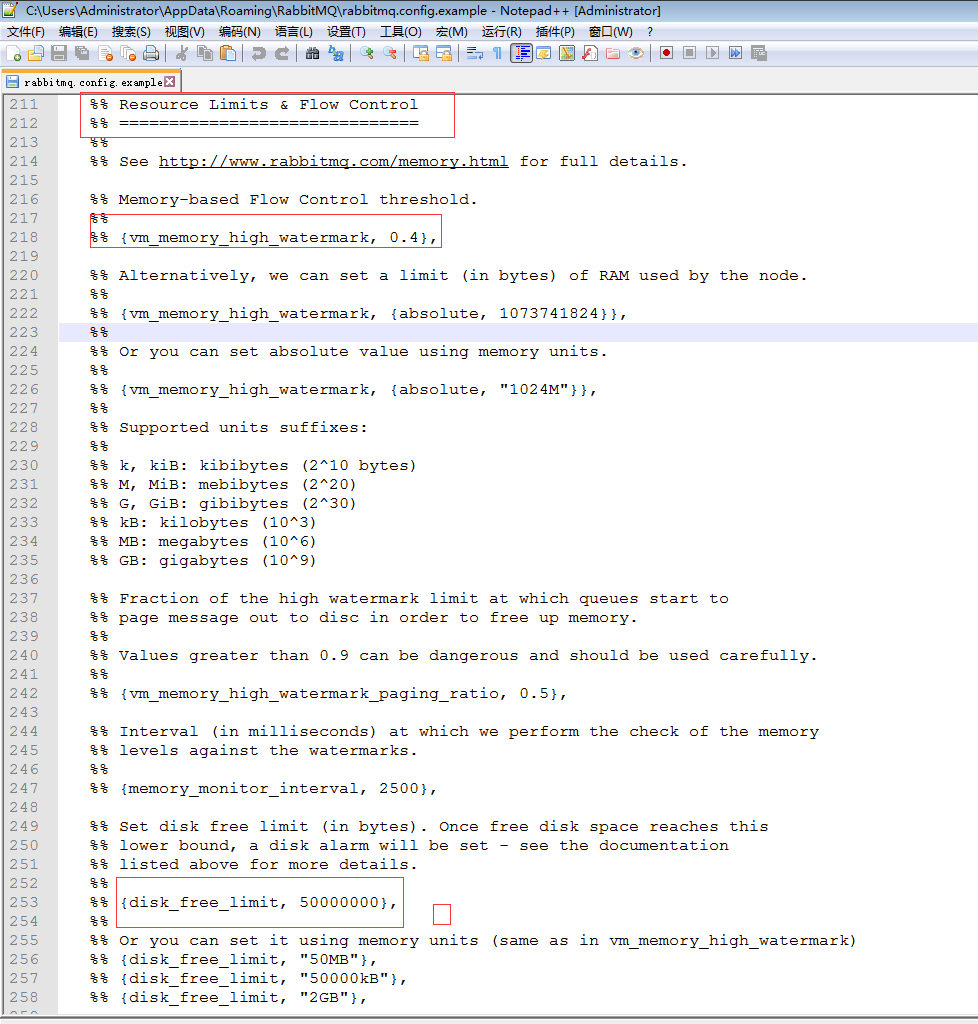 C:\Users\Administrator\AppData\Roaming\RabbitMQ\rabbitmq.config.example - Notepad++ [Administrator]
文件(F) 编辑(E) 搜索(S) 视图(V) 编码(N) 语言(L) 设置(T) 工具(O) 宏(M) 运行(R) 插件(P) 窗口(W) ?
rabbitmq.config.example
211 %% Resource Limits & Flow Control
212 %% ==============================
213 %%
214 %% See http://www.rabbitmq.com/memory.html for full details.
215
216 %% Memory-based Flow Control threshold.
217 %%
218 %% {vm_memory_high_watermark, 0.4},
219
220 %% Alternatively, we can set a limit (in bytes) of RAM used by the node.
221 %%
222 %% {vm_memory_high_watermark, {absolute, 1073741824}},
223 %%
224 %% Or you can set absolute value using memory units.
225 %%
226 %% {vm_memory_high_watermark, {absolute, "1024M"}},
227 %%
228 %% Supported units suffixes:
229 %%
230 %% k, kiB: kibibytes (2^10 bytes)
231 %% M, MiB: mebibytes (2^20)
232 %% G, GiB: gibibytes (2^30)
233 %% kB: kilobytes (10^3)
234 %% MB: megabytes (10^6)
235 %% GB: gigabytes (10^9)
236
237 %% Fraction of the high watermark limit at which queues start to
238 %% page message out to disc in order to free up memory.
239 %%
240 %% Values greater than 0.9 can be dangerous and should be used carefully.
241 %%
242 %% {vm_memory_high_watermark_paging_ratio, 0.5},
243
244 %% Interval (in milliseconds) at which we perform the check of the memory
245 %% levels against the watermarks.
246 %%
247 %% {memory_monitor_interval, 2500},
248
249 %% Set disk free limit (in bytes). Once free disk space reaches this
250 %% lower bound, a disk alarm will be set - see the documentation
251 %% listed above for more details.
252 %%
253 %% {disk_free_limit, 50000000},
254 %%
255 %% Or you can set it using memory units (same as in vm_memory_high_watermark)
256 %% {disk_free_limit, "50MB"},
257 %% {disk_free_limit, "50000kB"},
258 %% {disk_free_limit, "2GB"},